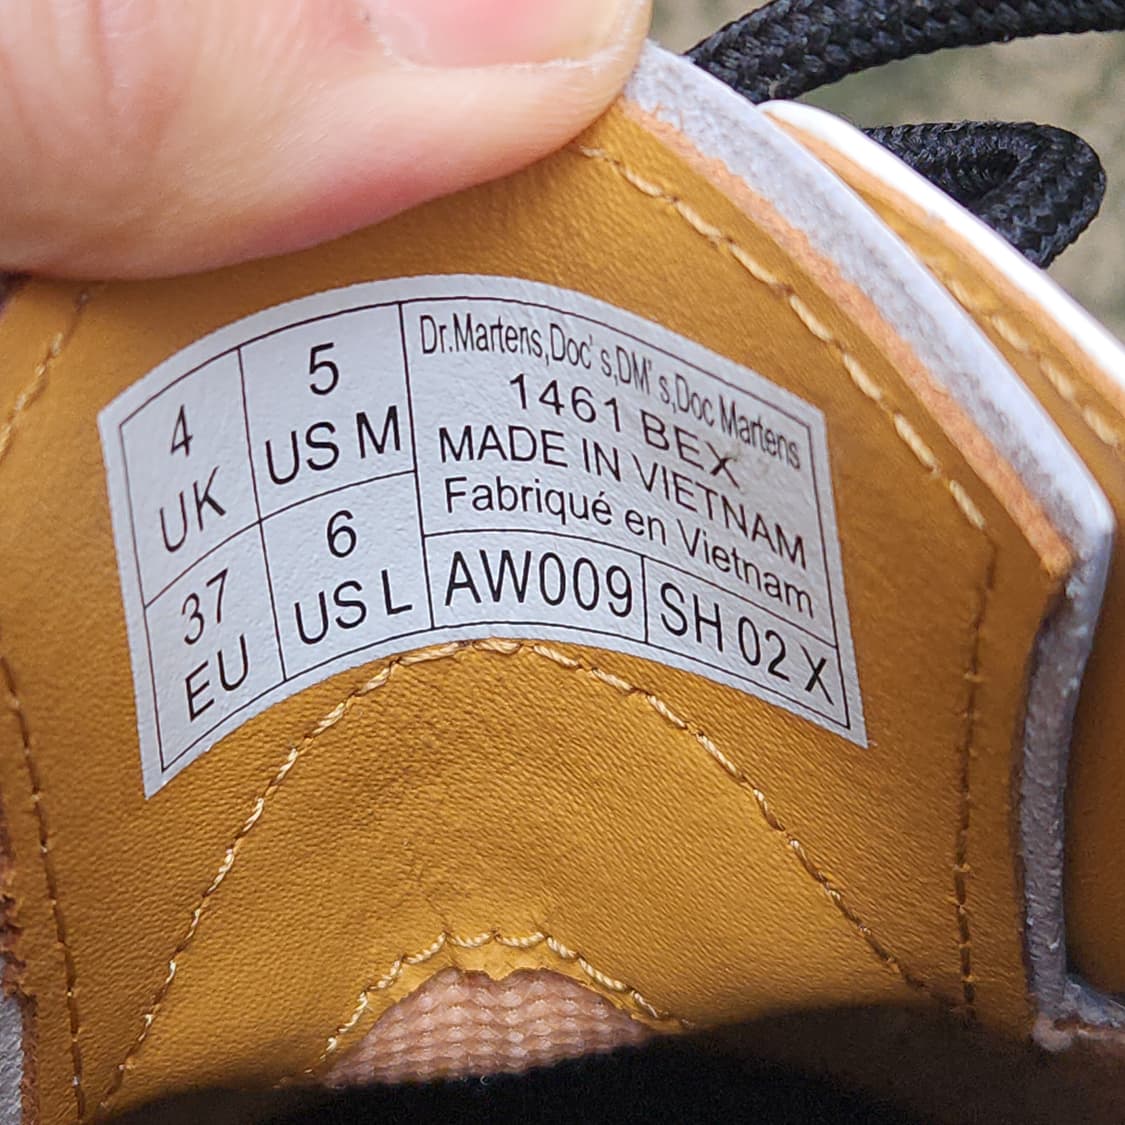 4
UK
5
US M
37
EU
6
US L
Dr.Martens,Doc's,DM's,Doc Martens
1461 BEX
MADE IN VIETNAM
Fabriqué en Vietnam
AW009
SH 02 X